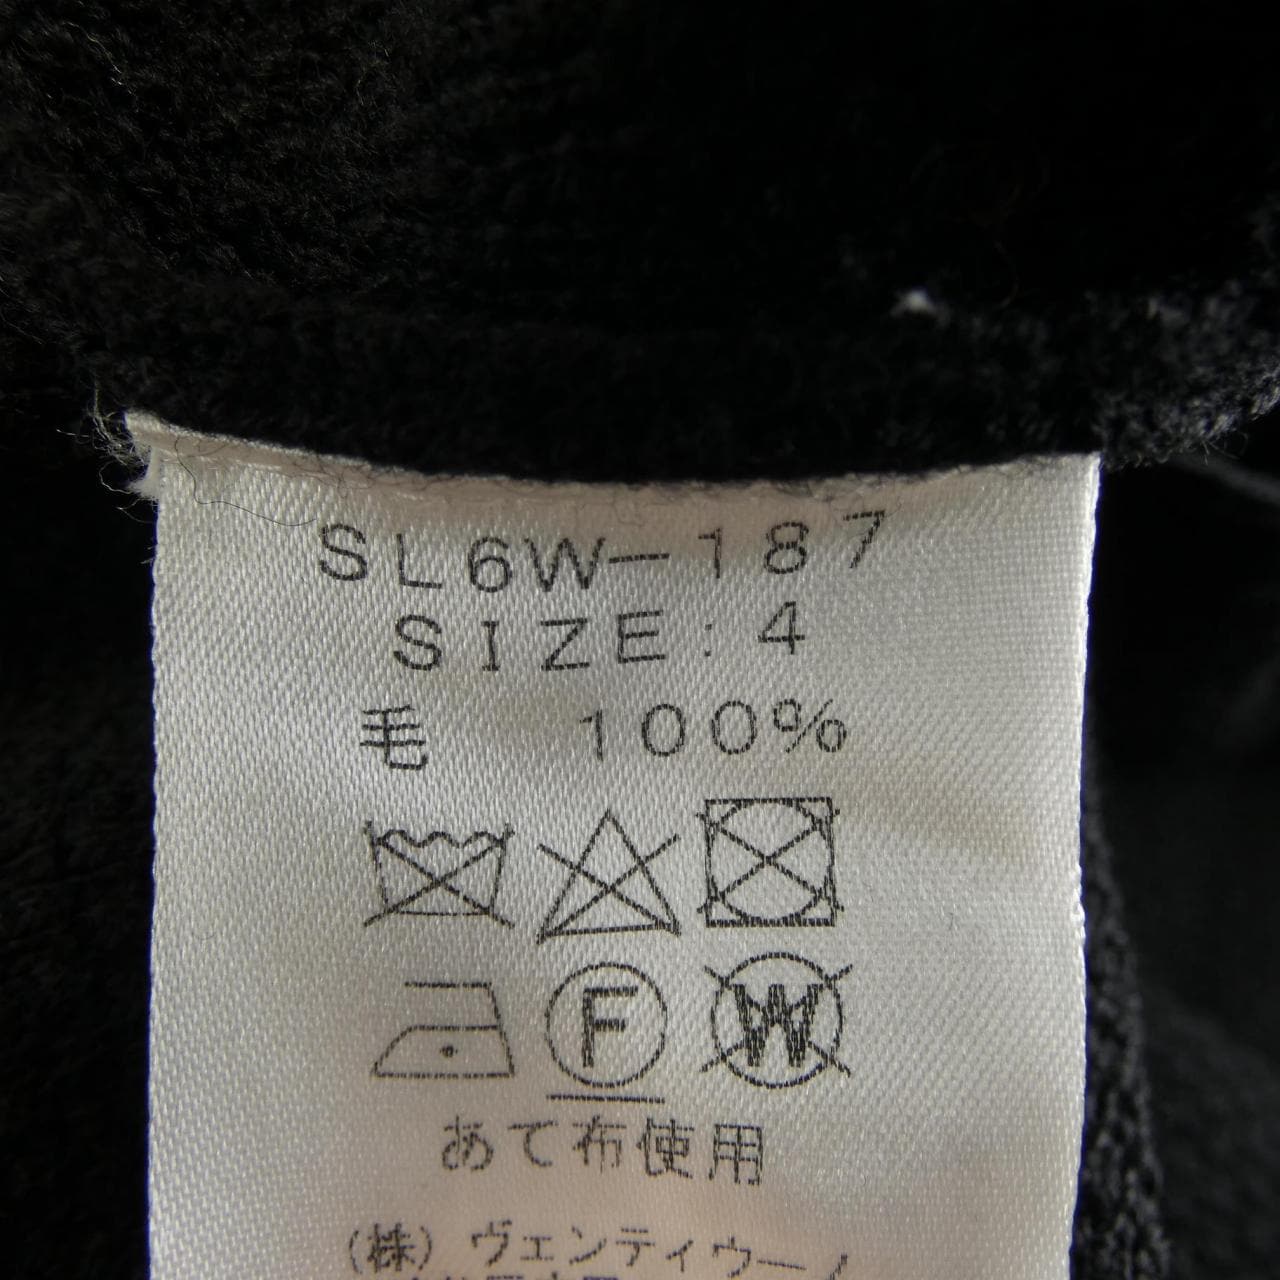 SL6W-187
SIZE:4
毛 100%
F W
あて布使用
(株)ヴェンティウーノ